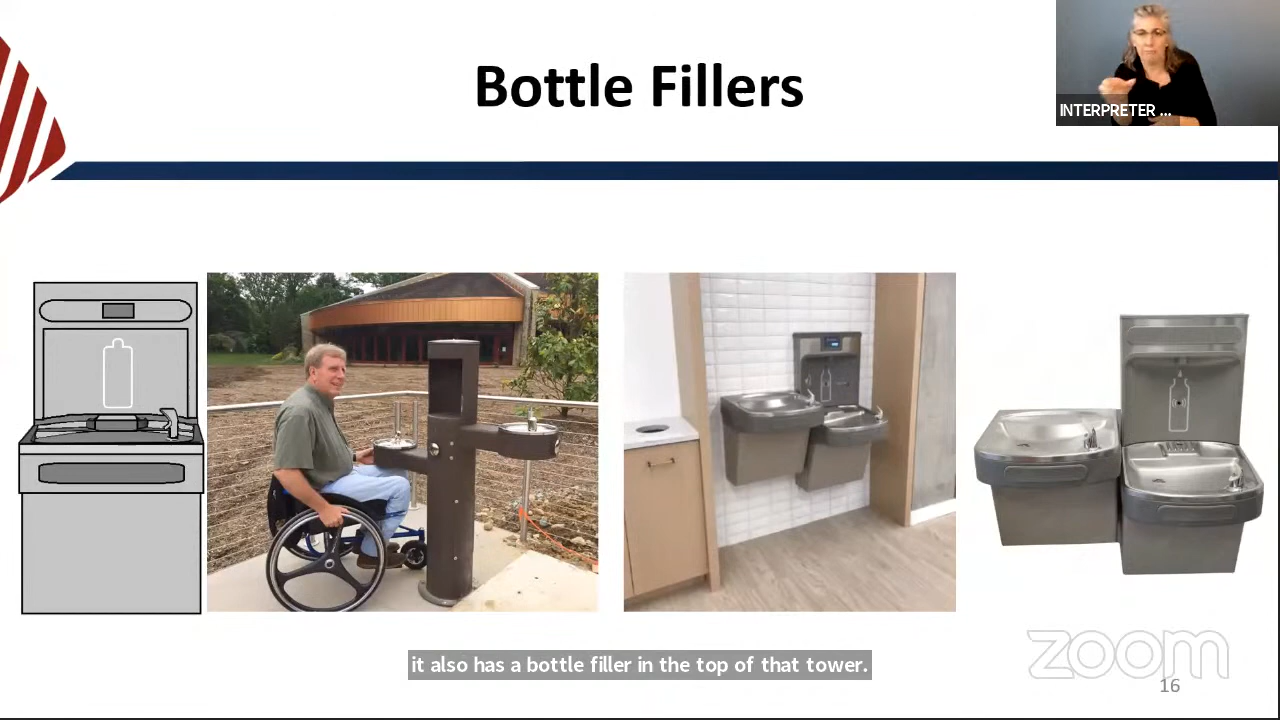 Bottle Fillers
INTERPRETER ...
it also has a bottle filler in the top of that tower.
zoom
16